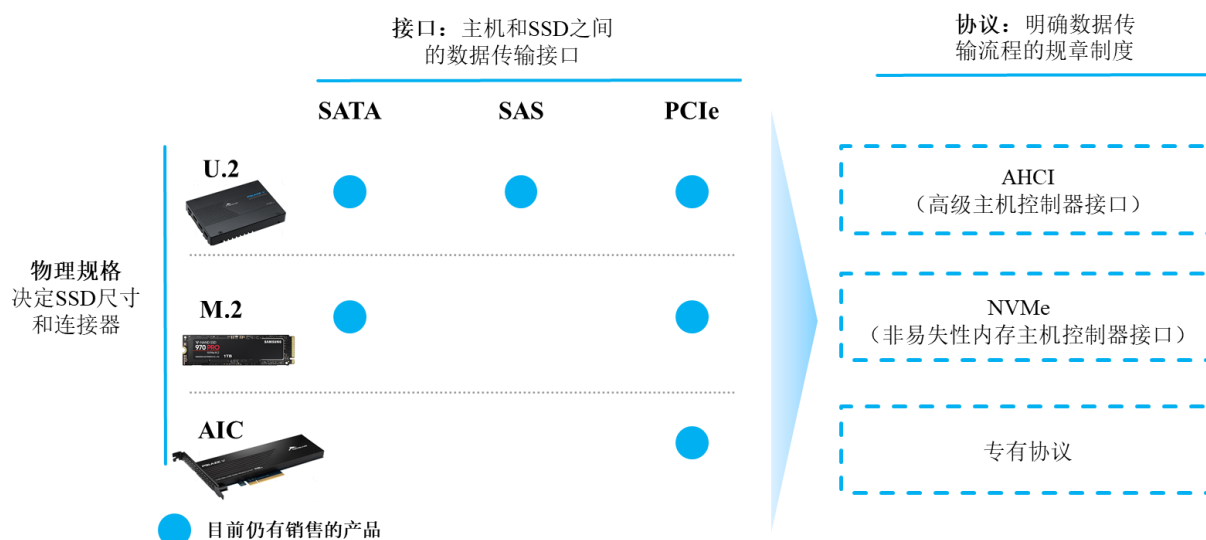 接口：主机和SSD之间
的数据传输接口
协议：明确数据传
输流程的规章制度
SATA
SAS
PCIe
物理规格
决定SSD尺寸
和连接器
U.2
M.2
SAMSUNG
970 PRO
1TB
AIC
AHCI
（高级主机控制器接口）
NVMe
（非易失性内存主机控制器接口）
专有协议
目前仍有销售的产品